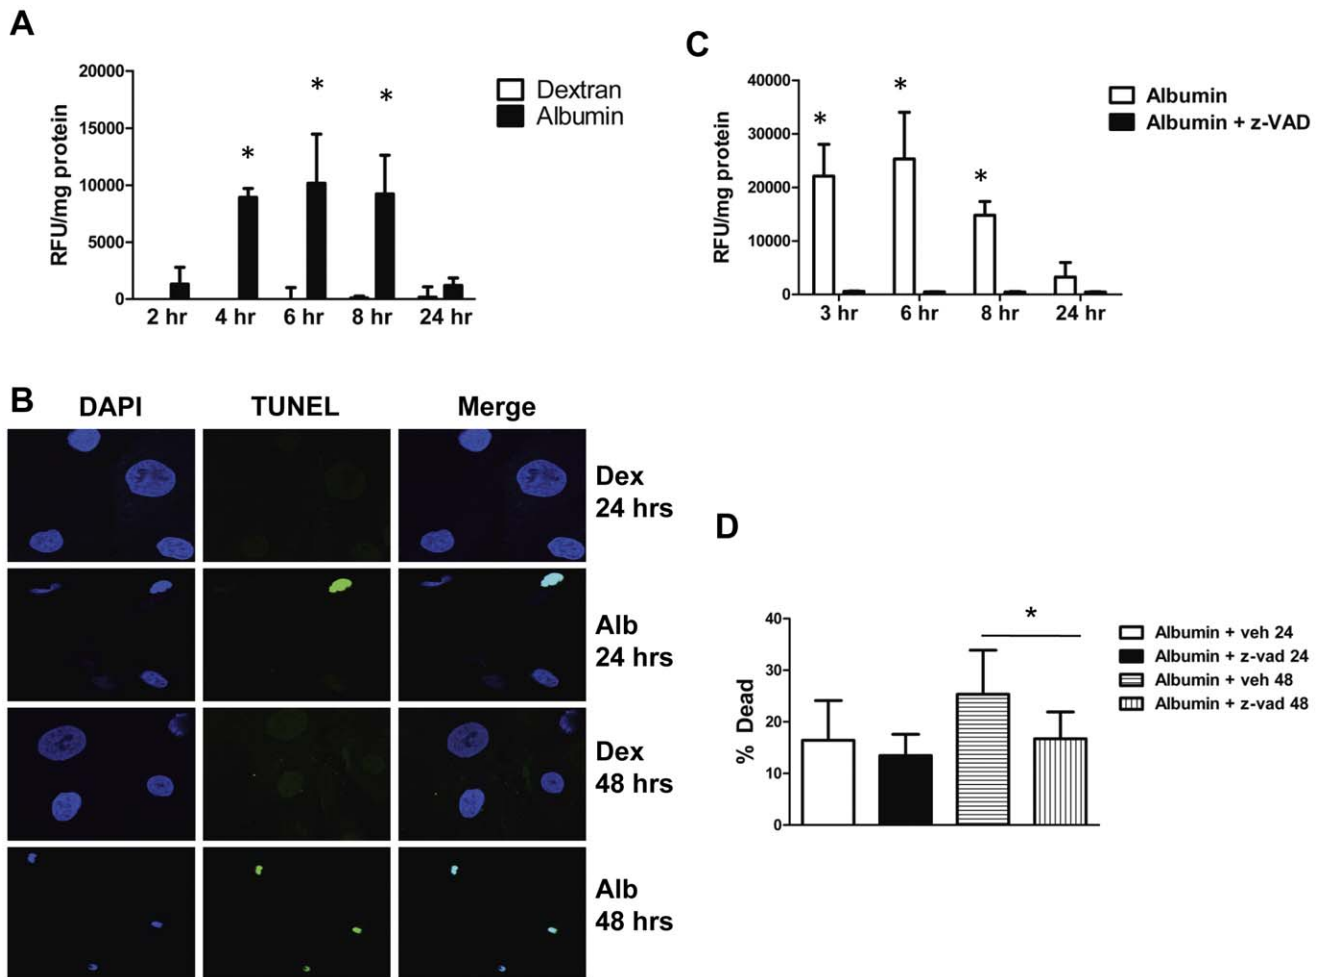 A
RFU/mg protein
20000
15000
10000
5000
0
* * *
2 hr 4 hr 6 hr 8 hr 24 hr
Dextran
Albumin
C
RFU/mg protein
40000
30000
20000
10000
0
* * *
3 hr 6 hr 8 hr 24 hr
Albumin
Albumin + z-VAD
B
DAPI TUNEL Merge
Dex
24 hrs
Alb
24 hrs
Dex
48 hrs
Alb
48 hrs
D
% Dead
40
30
20
10
0
*
Albumin + veh 24
Albumin + z-vad 24
Albumin + veh 48
Albumin + z-vad 48